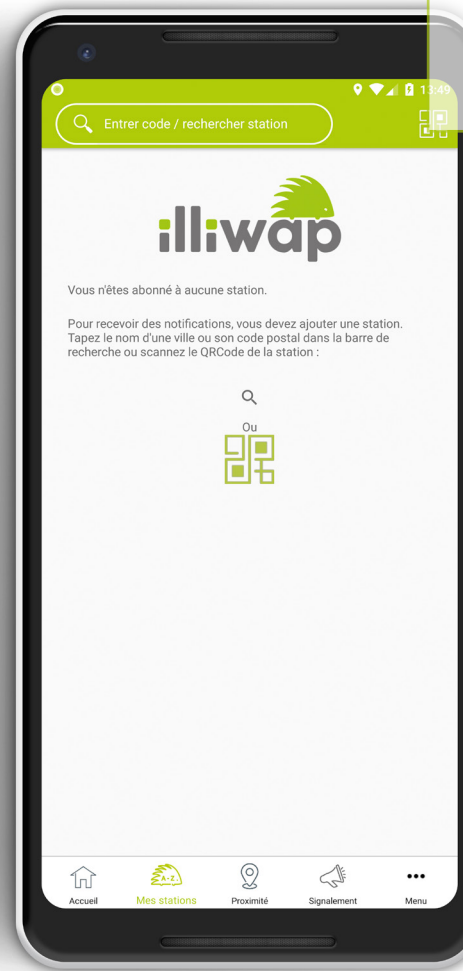 13:49
Entrer code / rechercher station
illiwap
Vous n'êtes abonné à aucune station.
Pour recevoir des notifications, vous devez ajouter une station.
Tapez le nom d'une ville ou son code postal dans la barre de
recherche ou scannez le QRCode de la station :
Ou
A-Z.
Accueil Mes stations Proximité Signalement Menu